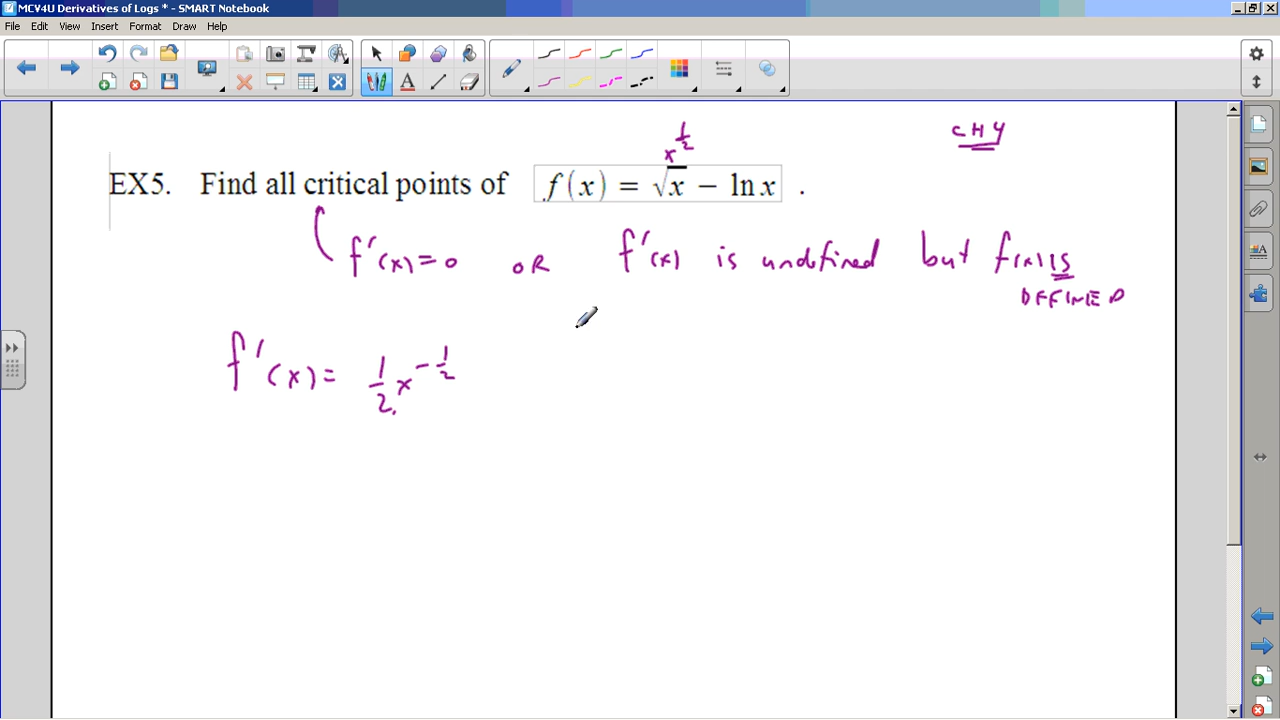 MCV4U Derivatives of Logs * - SMART Notebook
File Edit View Insert Format Draw Help
CH4
x^{1/2}
EX5. Find all critical points of f(x) = √x − ln x .
f'(x)=0 OR f'(x) is undefined but f(x) is
DEFINED
f'(x)= 1/2 x^{-1/2}